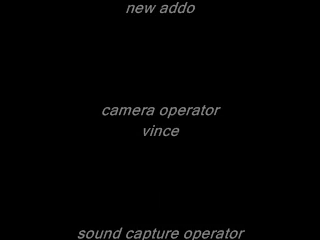 new addo
camera operator
vince
sound capture operator